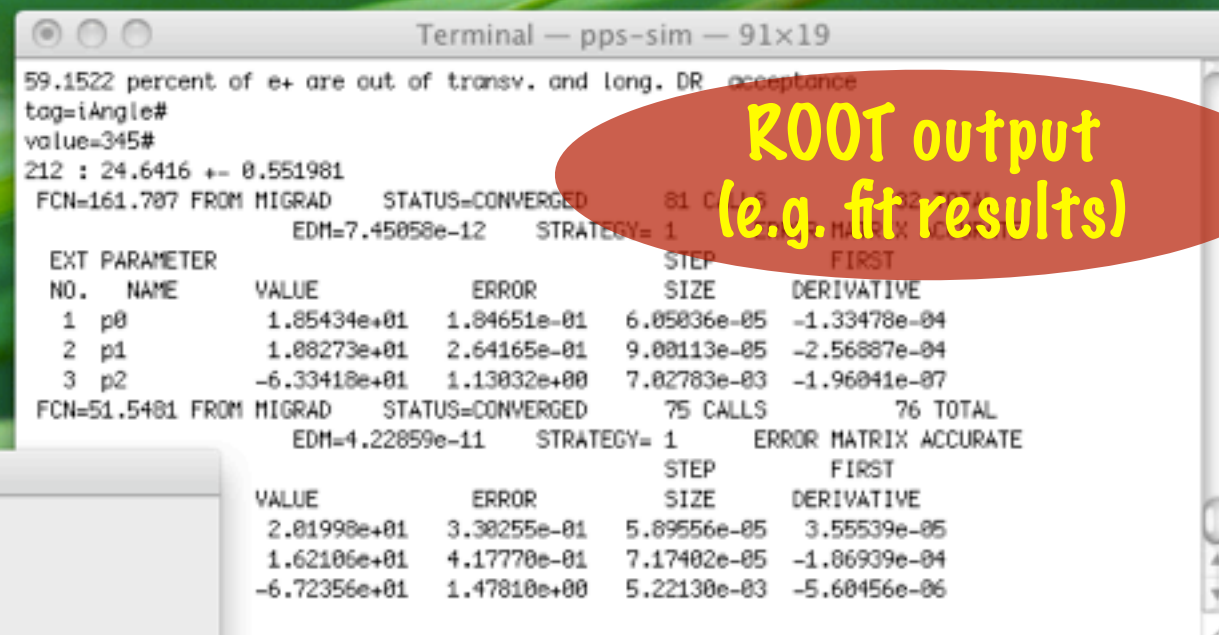 Terminal — pps-sim — 91×19
59.1522 percent of e+ are out of transv. and long. DR acceptance
tag=iAngle#
value=345#
212 : 24.6416 +- 0.551981
ROOT output
(e.g. fit results)
FCN=161.707 FROM MIGRAD STATUS=CONVERGED 81 CALLS 82 TOTAL
EDM=7.45058e-12 STRATEGY= 1 ERROR MATRIX ACCURATE
EXT PARAMETER STEP FIRST
NO. NAME VALUE ERROR SIZE DERIVATIVE
1 p0 1.85434e+01 1.84651e-01 6.05036e-05 -1.33478e-04
2 p1 1.08273e+01 2.64165e-01 9.00113e-05 -2.56887e-04
3 p2 -6.33418e+01 1.13032e+00 7.02783e-03 -1.96041e-07
FCN=51.5481 FROM MIGRAD STATUS=CONVERGED 75 CALLS 76 TOTAL
EDM=4.22859e-11 STRATEGY= 1 ERROR MATRIX ACCURATE
STEP FIRST
VALUE ERROR SIZE DERIVATIVE
2.01998e+01 3.30255e-01 5.89556e-05 3.55539e-05
1.62106e+01 4.17770e-01 7.17402e-05 -1.86939e-04
-6.72356e+01 1.47810e+00 5.22130e-03 -5.60456e-06